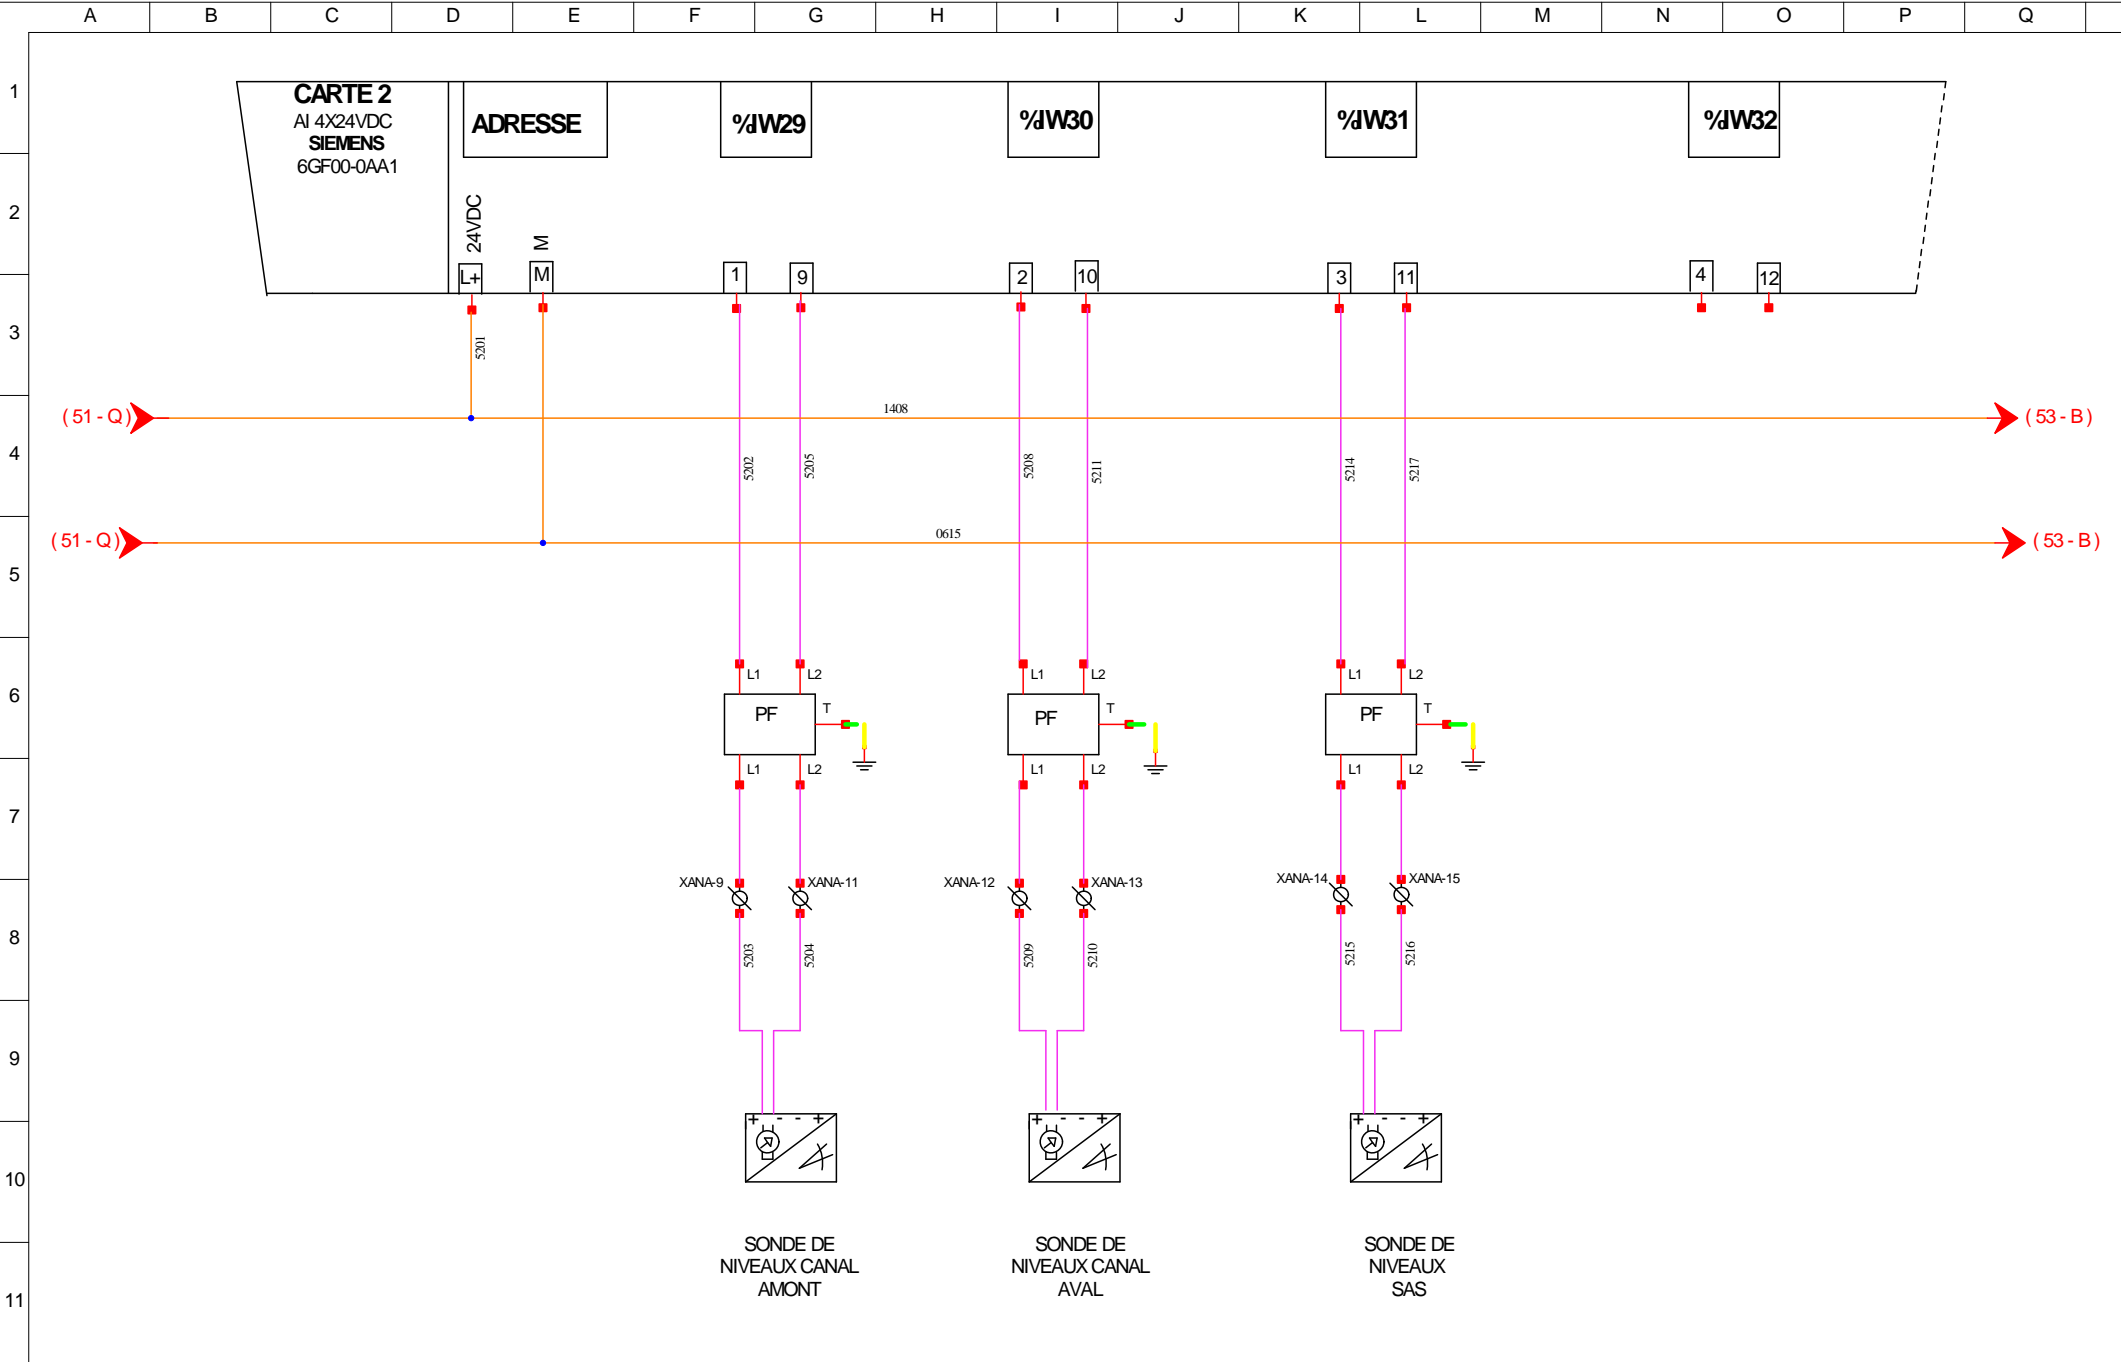 A B C D E F G H I J K L M N O P Q
1
CARTE 2
AI 4X24VDC
SIEMENS
6GF00-0AA1
ADRESSE
%IW29
%IW30
%IW31
%IW32
2
24VDC
M
L+ M 1 9 2 10 3 11 4 12
3
5201
(51-Q) 1408 (53-B)
4
5202 5205 5208 5211 5214 5217
(51-Q) 0615 (53-B)
5
L1 L2 L1 L2 L1 L2
6
PF T PF T PF T
L1 L2 L1 L2 L1 L2
7
XANA-9 XANA-11 XANA-12 XANA-13 XANA-14 XANA-15
8
5203 5204 5209 5210 5215 5216
9
+ - - + + - - + + - - +
10
SONDE DE
NIVEAUX CANAL
AMONT
SONDE DE
NIVEAUX CANAL
AVAL
SONDE DE
NIVEAUX
SAS
11